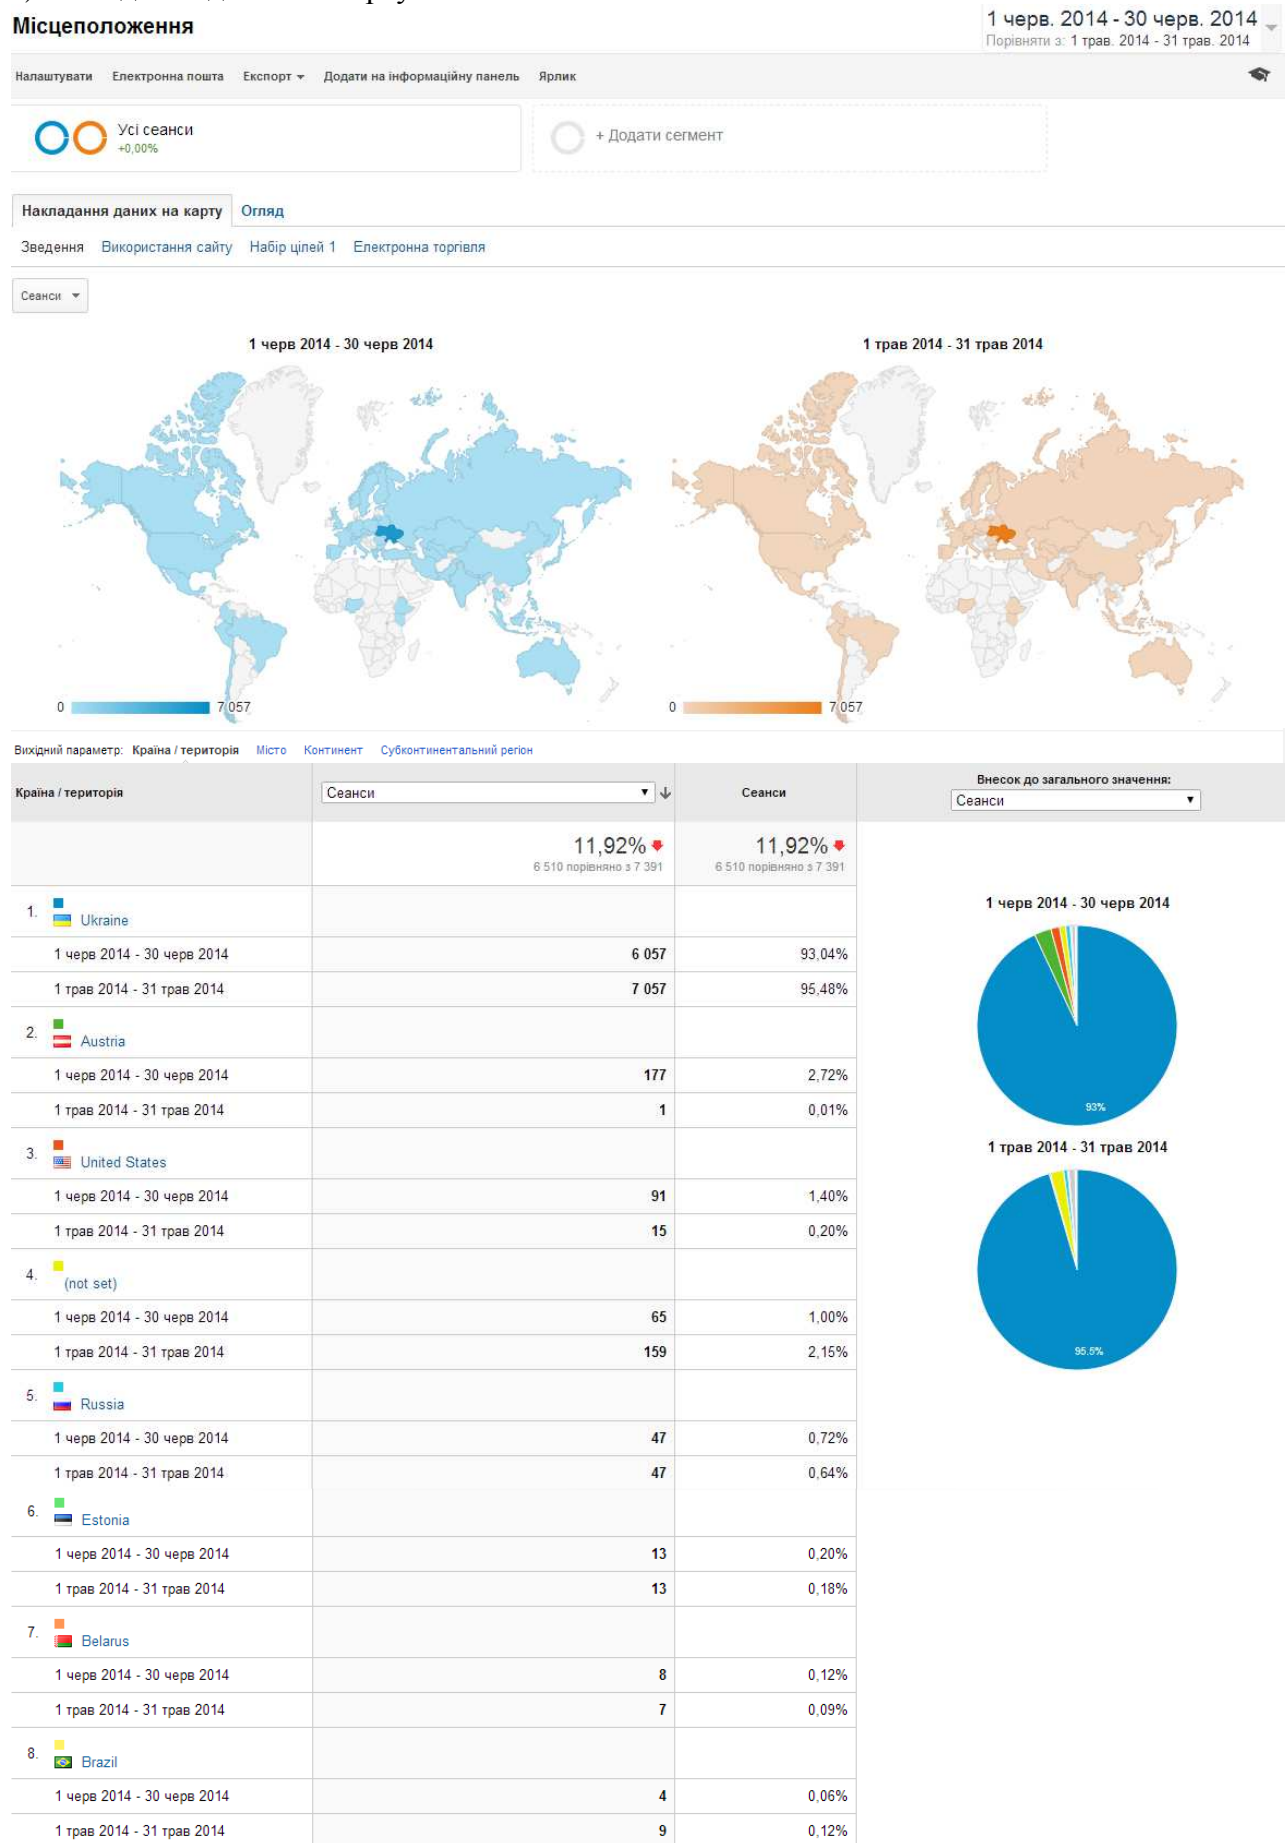 Місцеположення
1 черв. 2014 - 30 черв. 2014
Порівняти з: 1 трав. 2014 - 31 трав. 2014
Налаштувати Електронна пошта Експорт Додати на інформаційну панель Ярлик
Усі сеанси
+0,00%
+ Додати сегмент
Накладання даних на карту Огляд
Зведення Використання сайту Набір цілей 1 Електронна торгівля
Сеанси
1 черв 2014 - 30 черв 2014
1 трав 2014 - 31 трав 2014
0 7 057
0 7 057
Вихідний параметр: Країна / територія Місто Континент Субконтинентальний регіон
Країна / територія Сеанси Сеанси Внесок до загального значення:
Сеанси
11,92% 11,92%
6 510 порівняно з 7 391 6 510 порівняно з 7 391
1. Ukraine
1 черв 2014 - 30 черв 2014 6 057 93,04%
1 трав 2014 - 31 трав 2014 7 057 95,48%
2. Austria
1 черв 2014 - 30 черв 2014 177 2,72%
1 трав 2014 - 31 трав 2014 1 0,01%
3. United States
1 черв 2014 - 30 черв 2014 91 1,40%
1 трав 2014 - 31 трав 2014 15 0,20%
4. (not set)
1 черв 2014 - 30 черв 2014 65 1,00%
1 трав 2014 - 31 трав 2014 159 2,15%
5. Russia
1 черв 2014 - 30 черв 2014 47 0,72%
1 трав 2014 - 31 трав 2014 47 0,64%
6. Estonia
1 черв 2014 - 30 черв 2014 13 0,20%
1 трав 2014 - 31 трав 2014 13 0,18%
7. Belarus
1 черв 2014 - 30 черв 2014 8 0,12%
1 трав 2014 - 31 трав 2014 7 0,09%
8. Brazil
1 черв 2014 - 30 черв 2014 4 0,06%
1 трав 2014 - 31 трав 2014 9 0,12%
1 черв 2014 - 30 черв 2014
93%
1 трав 2014 - 31 трав 2014
95.5%